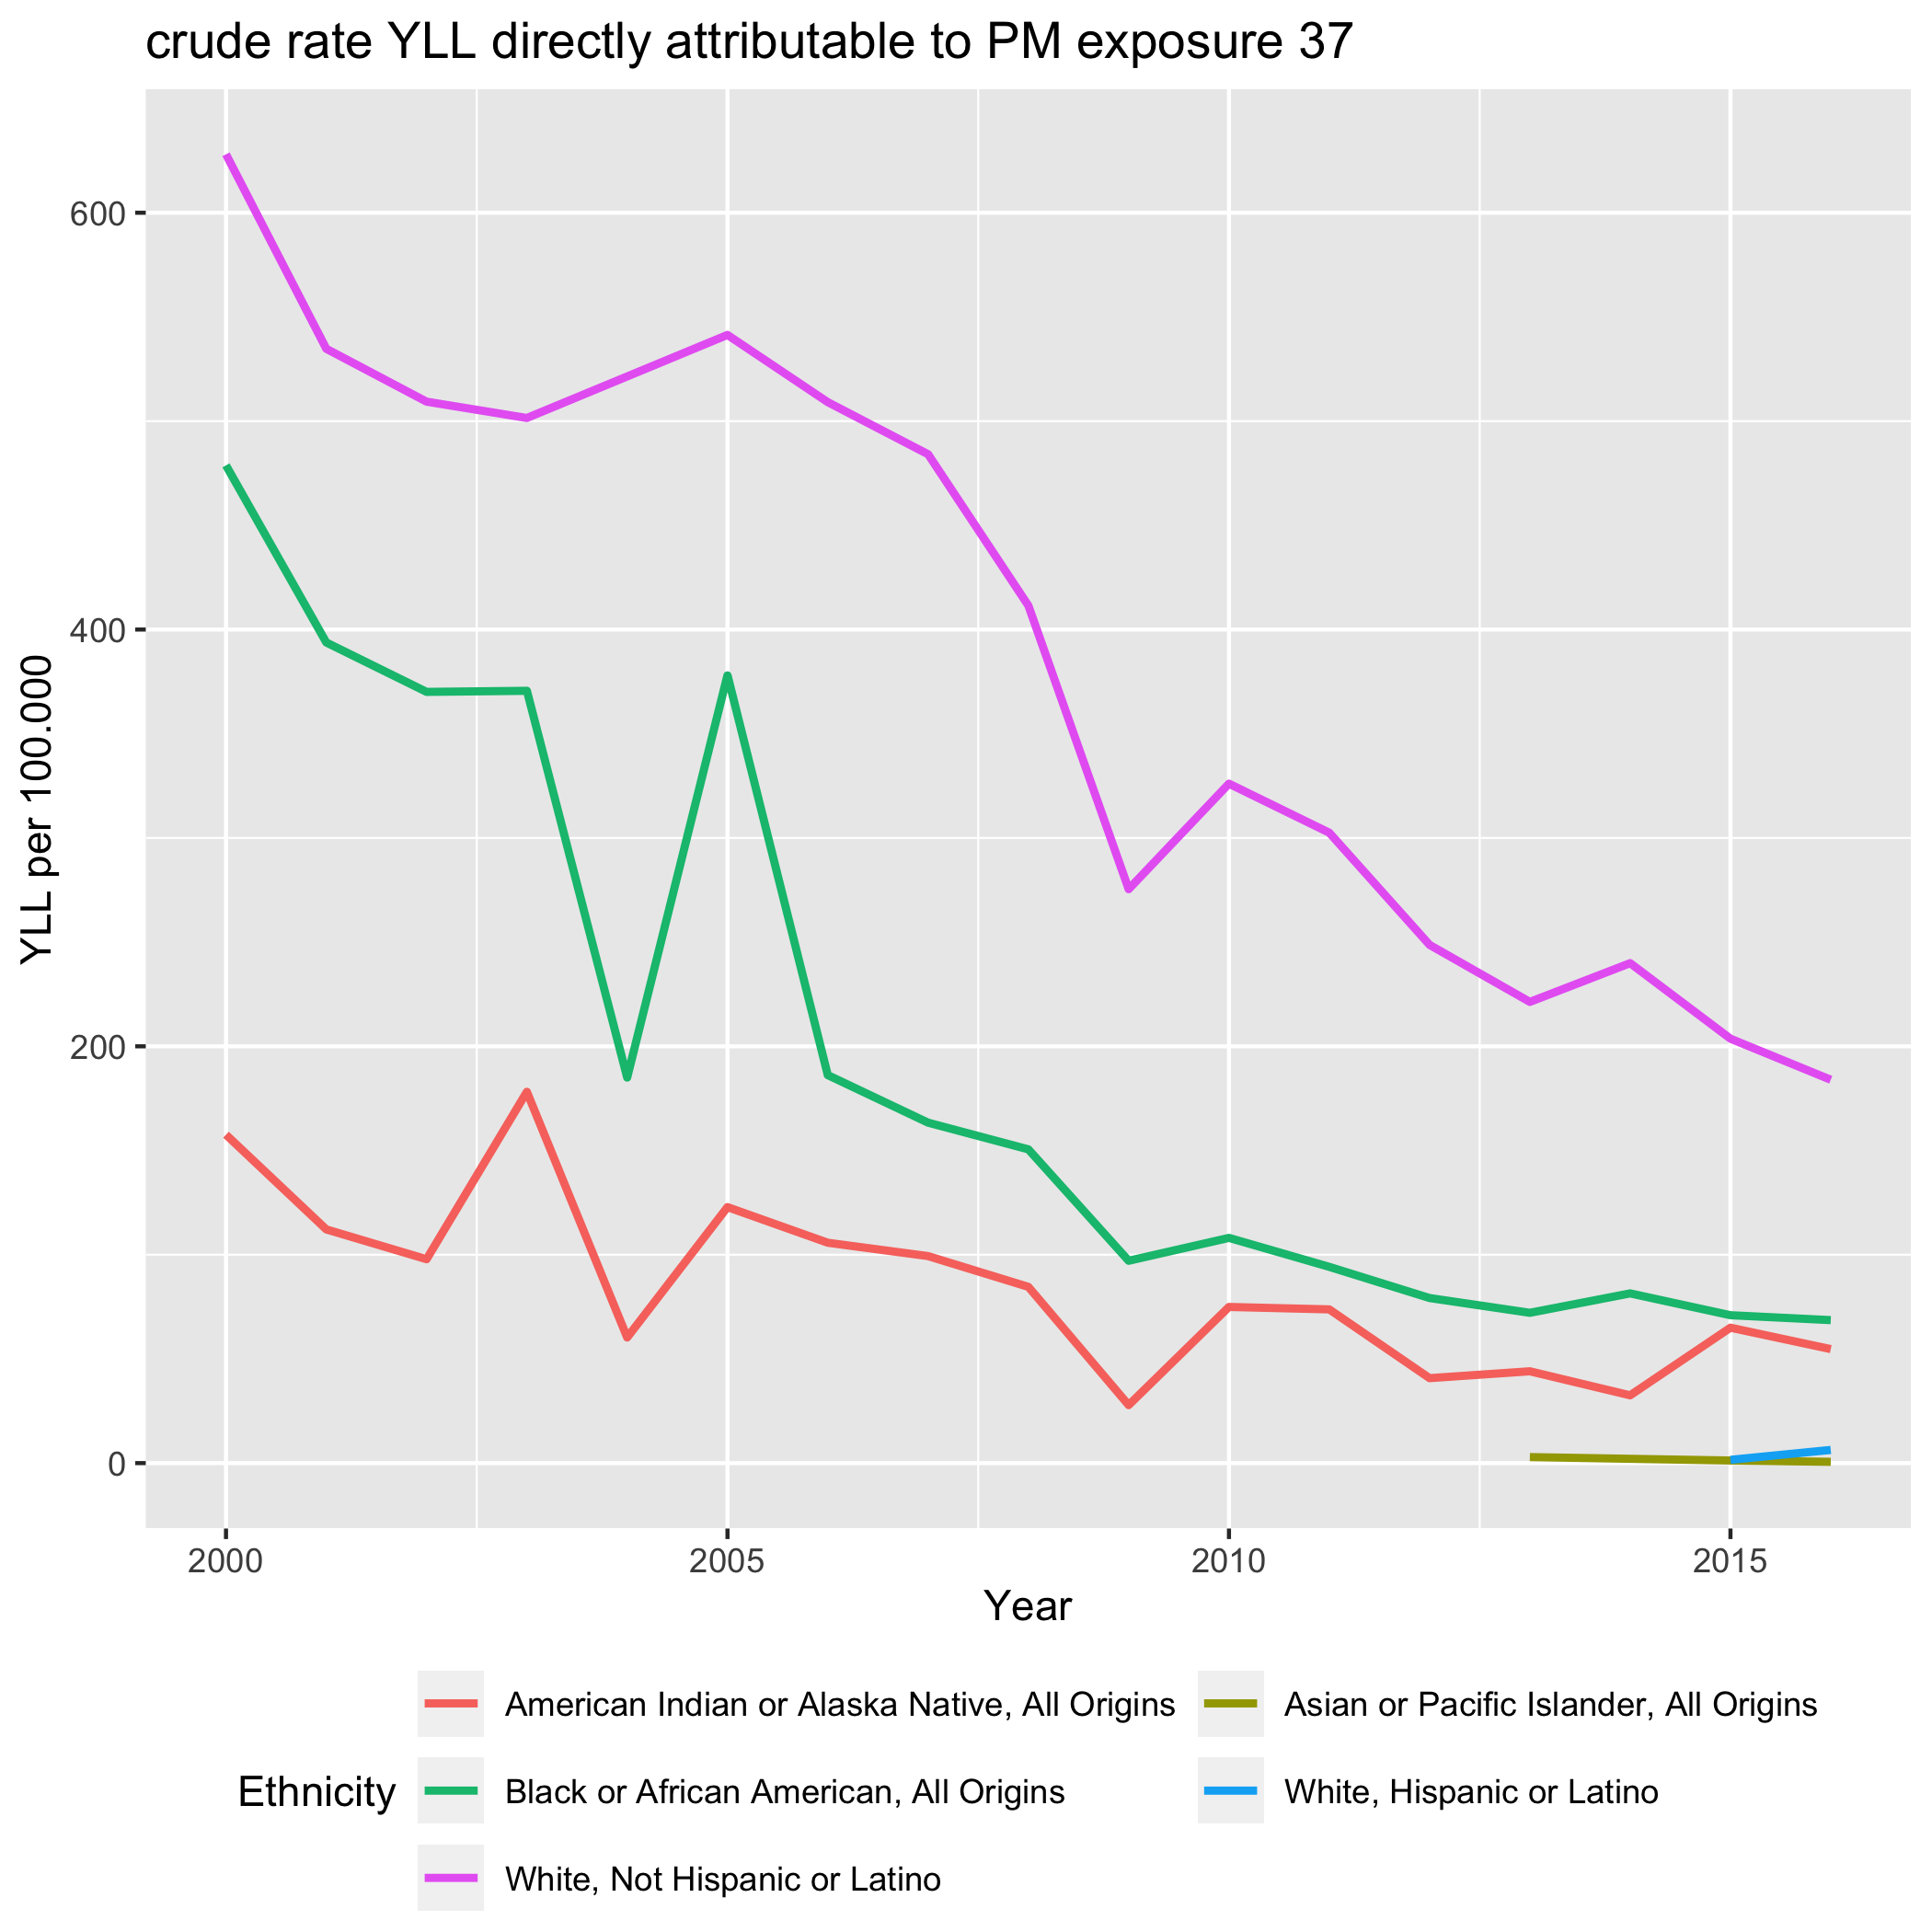 crude rate YLL directly attributable to PM exposure 37
YLL per 100.000
600
400
200
0
2000 2005 2010 2015
Year
Ethnicity
American Indian or Alaska Native, All Origins
Asian or Pacific Islander, All Origins
Black or African American, All Origins
White, Hispanic or Latino
White, Not Hispanic or Latino